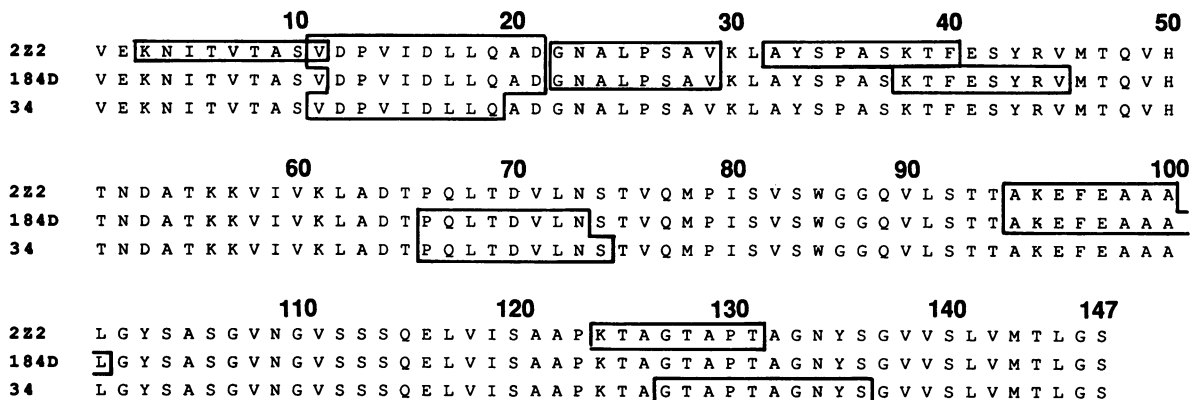 10 20 30 40 50
2Z2 V E K N I T V T A S V D P V I D L L Q A D G N A L P S A V K L A Y S P A S K T F E S Y R V M T Q V H
184D V E K N I T V T A S V D P V I D L L Q A D G N A L P S A V K L A Y S P A S K T F E S Y R V M T Q V H
34 V E K N I T V T A S V D P V I D L L Q A D G N A L P S A V K L A Y S P A S K T F E S Y R V M T Q V H
60 70 80 90 100
2Z2 T N D A T K K V I V K L A D T P Q L T D V L N S T V Q M P I S V S W G G Q V L S T T A K E F E A A A
184D T N D A T K K V I V K L A D T P Q L T D V L N S T V Q M P I S V S W G G Q V L S T T A K E F E A A A
34 T N D A T K K V I V K L A D T P Q L T D V L N S T V Q M P I S V S W G G Q V L S T T A K E F E A A A
110 120 130 140 147
2Z2 L G Y S A S G V N G V S S S Q E L V I S A A P K T A G T A P T A G N Y S G V V S L V M T L G S
184D L G Y S A S G V N G V S S S Q E L V I S A A P K T A G T A P T A G N Y S G V V S L V M T L G S
34 L G Y S A S G V N G V S S S Q E L V I S A A P K T A G T A P T A G N Y S G V V S L V M T L G S